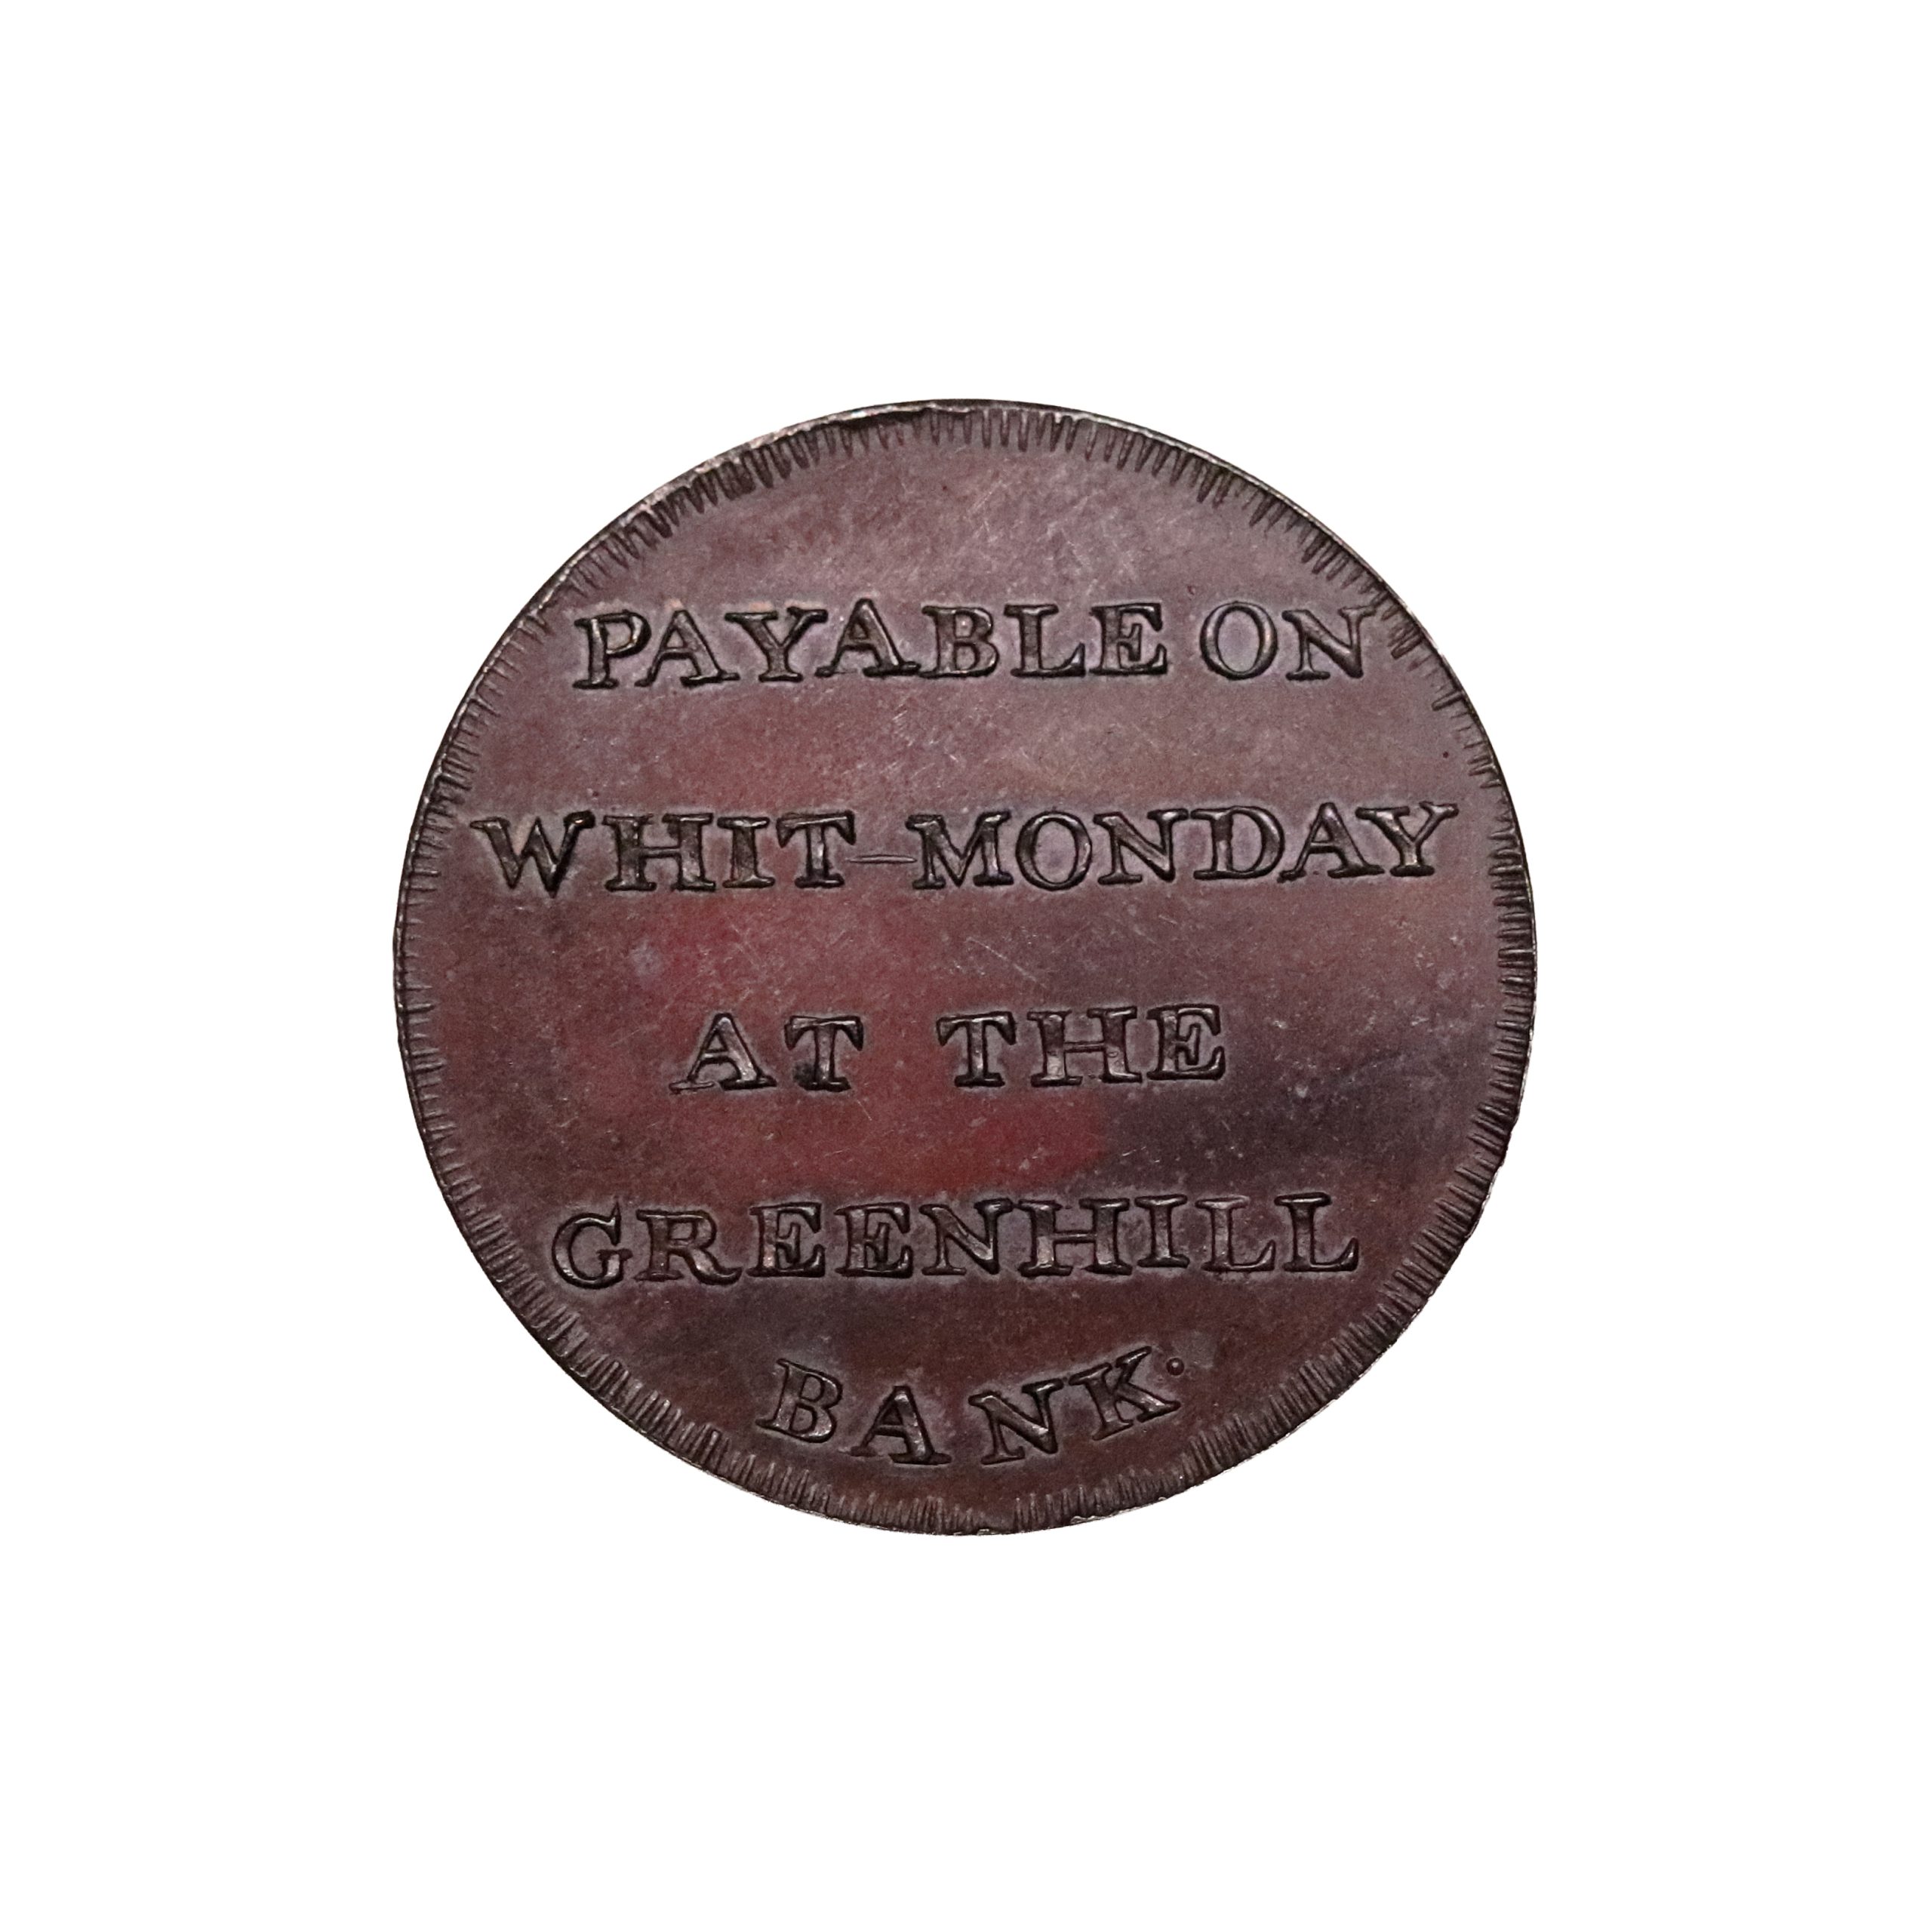 PAYABLE ON
WHIT-MONDAY
AT THE
GREENHILL
BANK.